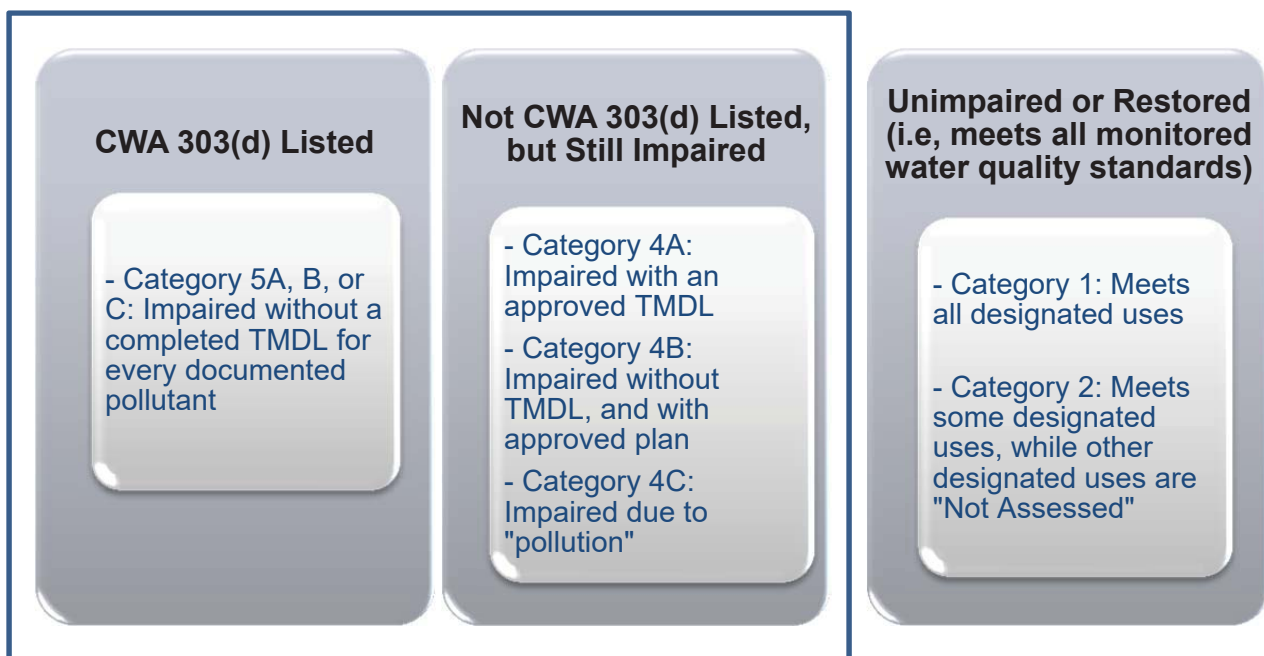 CWA 303(d) Listed
- Category 5A, B, or
C: Impaired without a
completed TMDL for
every documented
pollutant
Not CWA 303(d) Listed,
but Still Impaired
- Category 4A:
Impaired with an
approved TMDL
- Category 4B:
Impaired without
TMDL, and with
approved plan
- Category 4C:
Impaired due to
"pollution"
Unimpaired or Restored
(i.e, meets all monitored
water quality standards)
- Category 1: Meets
all designated uses
- Category 2: Meets
some designated
uses, while other
designated uses are
"Not Assessed"